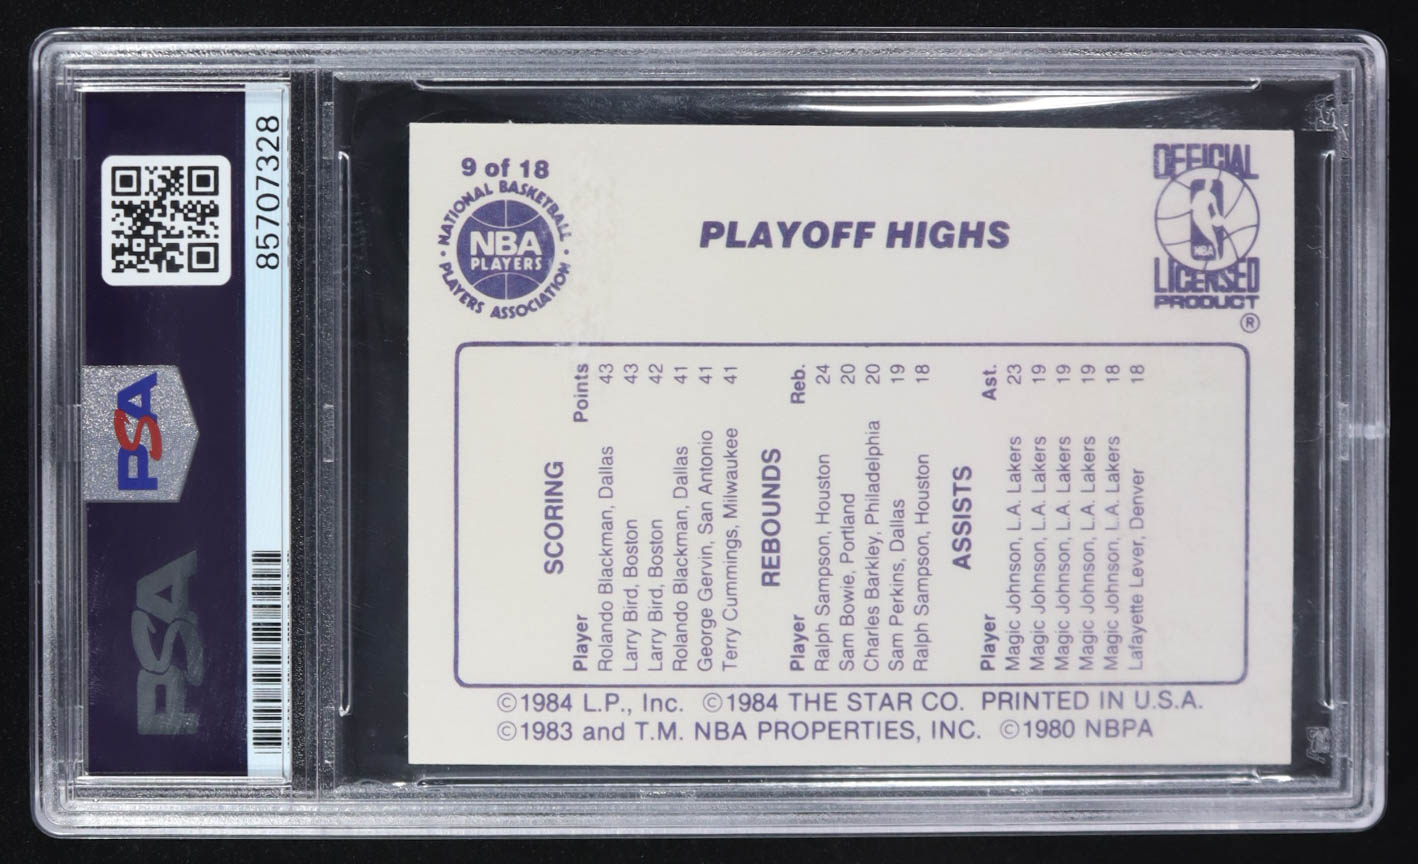 85707328
PSA
PSA
9 of 18
NATIONAL BASKETBALL
NBA
PLAYERS
PLAYERS ASSOCIATION
PLAYOFF HIGHS
OFFICIAL
NBA
LICENSED
PRODUCT
®
SCORING
Player Points
Rolando Blackman, Dallas 43
Larry Bird, Boston 43
Larry Bird, Boston 42
Rolando Blackman, Dallas 41
George Gervin, San Antonio 41
Terry Cummings, Milwaukee 41
REBOUNDS
Player Reb.
Ralph Sampson, Houston 24
Sam Bowie, Portland 20
Charles Barkley, Philadelphia 20
Sam Perkins, Dallas 19
Ralph Sampson, Houston 18
ASSISTS
Player Ast.
Magic Johnson, L.A. Lakers 23
Magic Johnson, L.A. Lakers 19
Magic Johnson, L.A. Lakers 19
Magic Johnson, L.A. Lakers 19
Magic Johnson, L.A. Lakers 18
Lafayette Lever, Denver 18
©1984 L.P., Inc. ©1984 THE STAR CO. PRINTED IN U.S.A.
©1983 and T.M. NBA PROPERTIES, INC. ©1980 NBPA